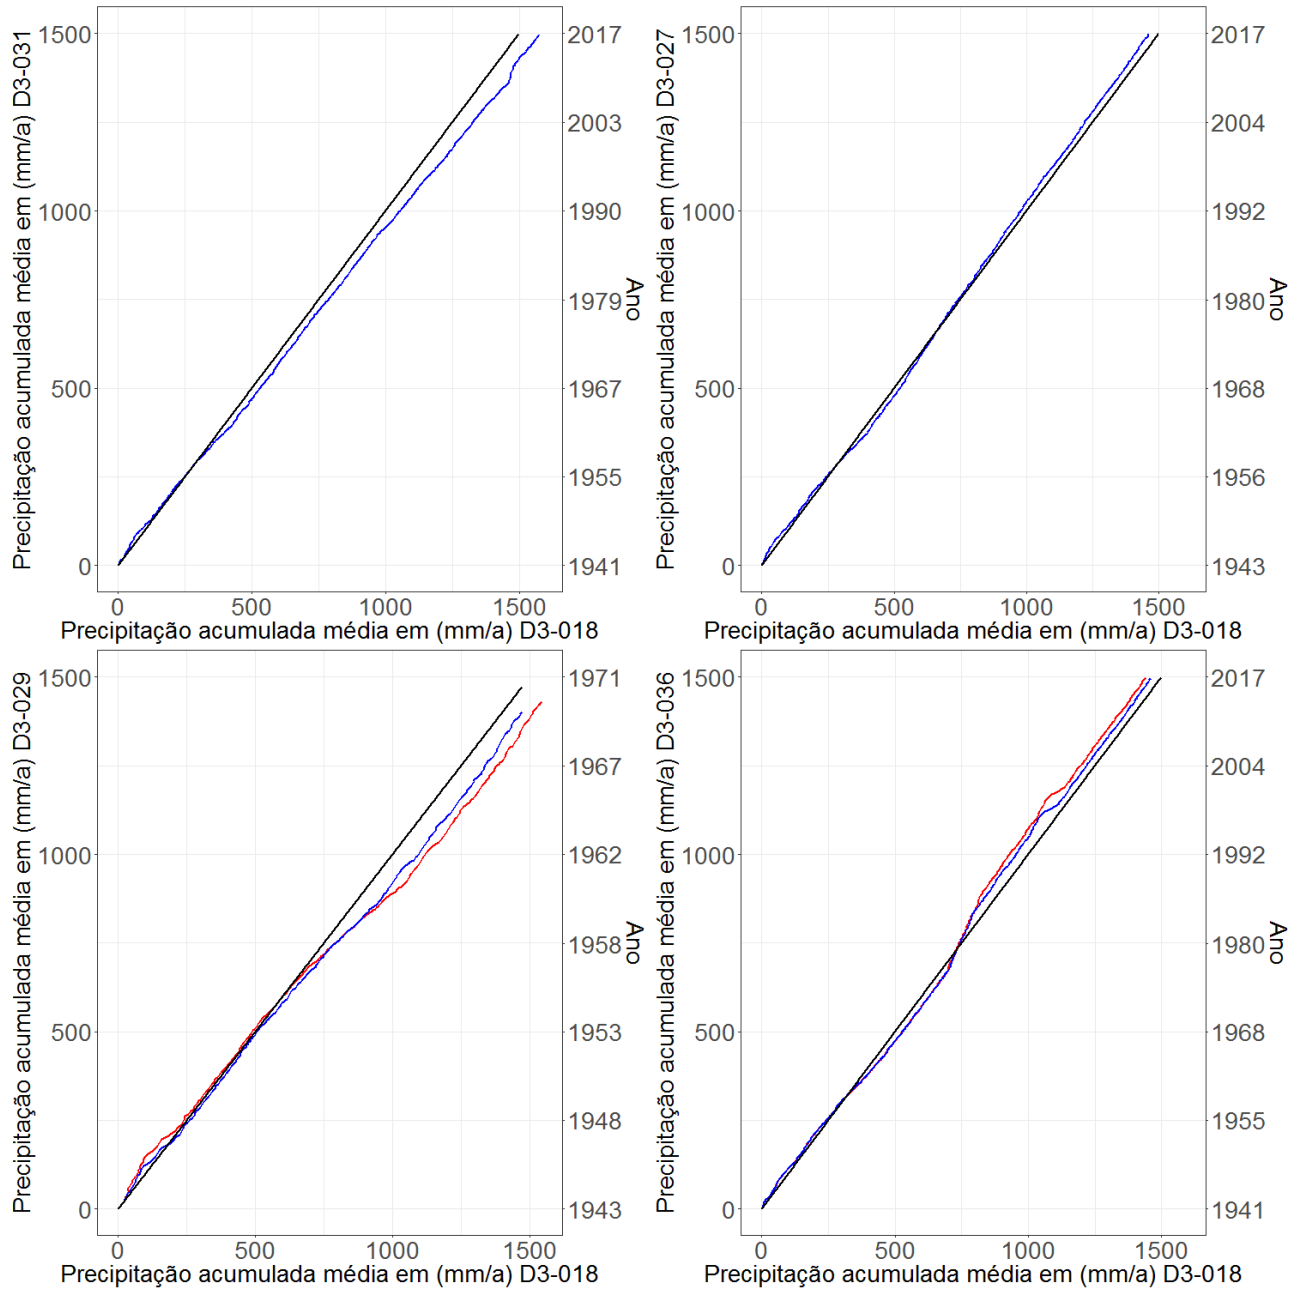 Precipitação acumulada média em (mm/a) D3-031
1500
1000
500
0
2017
2003
1990
1979
1967
1955
1941
Ano
0 500 1000 1500
Precipitação acumulada média em (mm/a) D3-018
Precipitação acumulada média em (mm/a) D3-027
1500
1000
500
0
2017
2004
1992
1980
1968
1956
1943
Ano
0 500 1000 1500
Precipitação acumulada média em (mm/a) D3-018
Precipitação acumulada média em (mm/a) D3-029
1500
1000
500
0
1971
1967
1962
1958
1953
1948
1943
Ano
0 500 1000 1500
Precipitação acumulada média em (mm/a) D3-018
Precipitação acumulada média em (mm/a) D3-036
1500
1000
500
0
2017
2004
1992
1980
1968
1955
1941
Ano
0 500 1000 1500
Precipitação acumulada média em (mm/a) D3-018